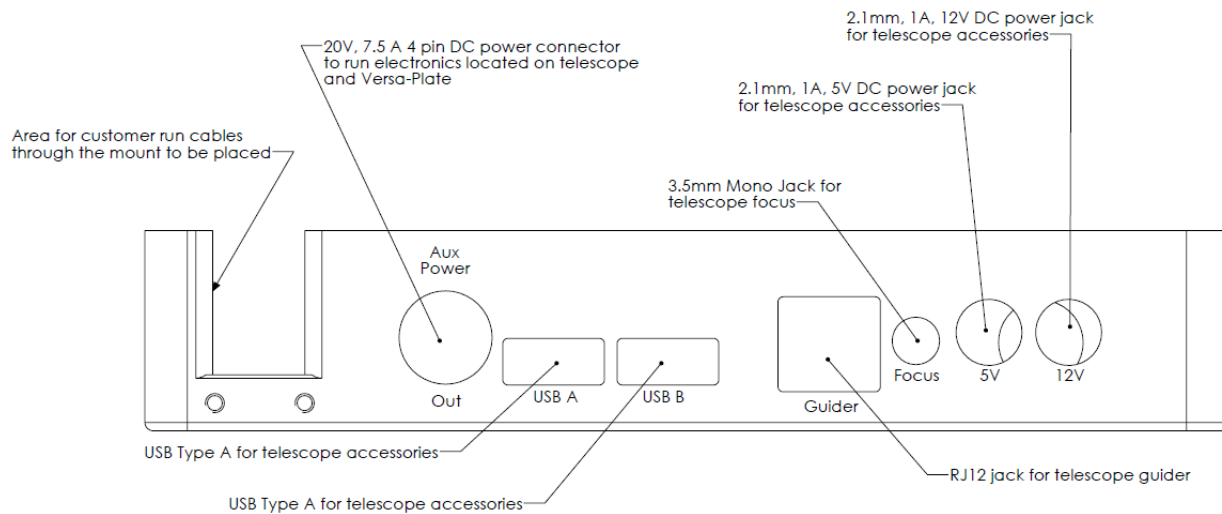 2.1mm, 1A, 12V DC power jack
for telescope accessories
20V, 7.5 A 4 pin DC power connector
to run electronics located on telescope
and Versa-Plate
2.1mm, 1A, 5V DC power jack
for telescope accessories
Area for customer run cables
through the mount to be placed
3.5mm Mono Jack for
telescope focus
Aux
Power
Out
USB A
USB B
Guider
Focus
5V
12V
USB Type A for telescope accessories
RJ12 jack for telescope guider
USB Type A for telescope accessories